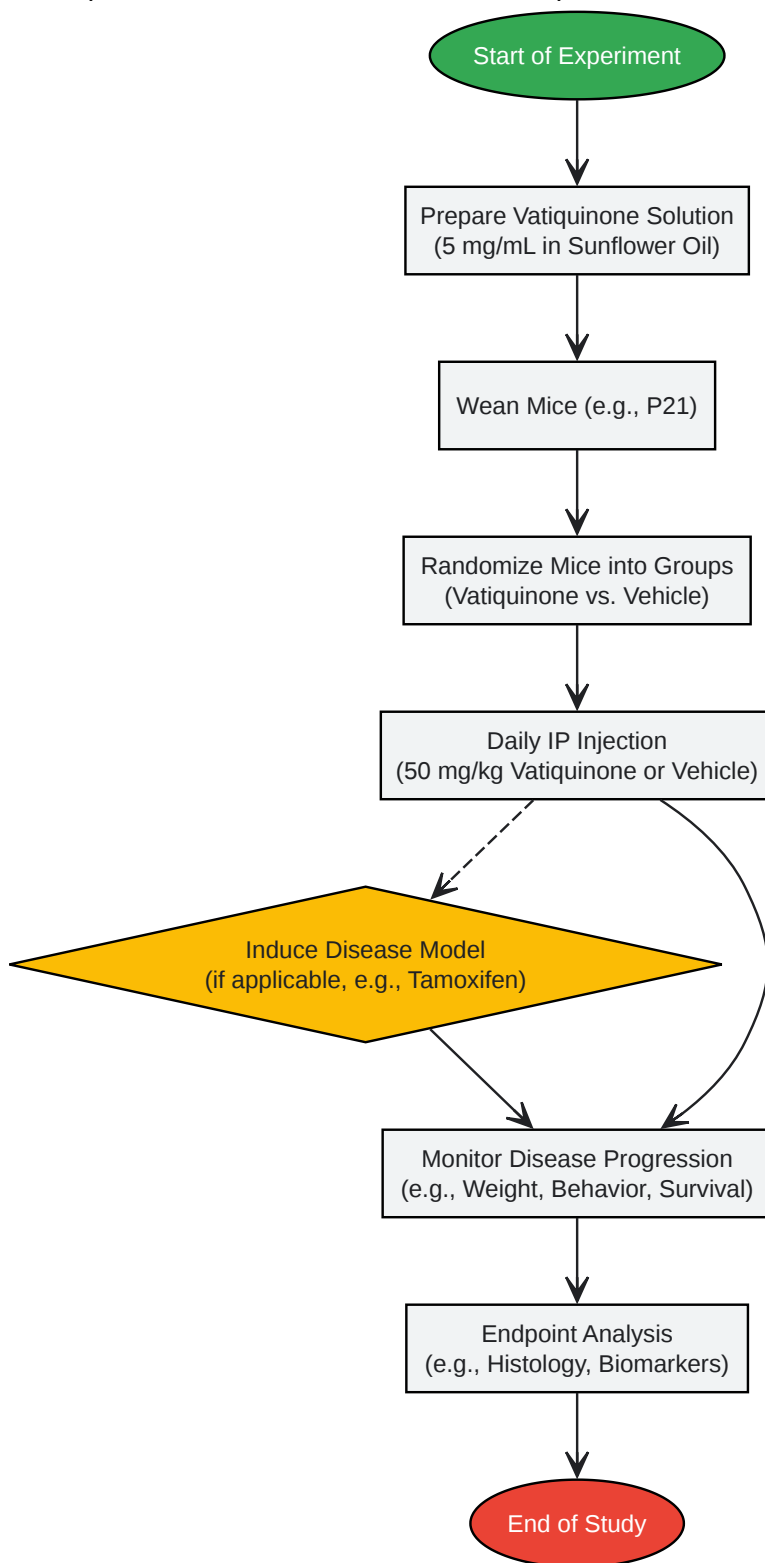 Start of Experiment
Prepare Vatiquinone Solution
(5 mg/mL in Sunflower Oil)
Wean Mice (e.g., P21)
Randomize Mice into Groups
(Vatiquinone vs. Vehicle)
Daily IP Injection
(50 mg/kg Vatiquinone or Vehicle)
Induce Disease Model
(if applicable, e.g., Tamoxifen)
Monitor Disease Progression
(e.g., Weight, Behavior, Survival)
Endpoint Analysis
(e.g., Histology, Biomarkers)
End of Study